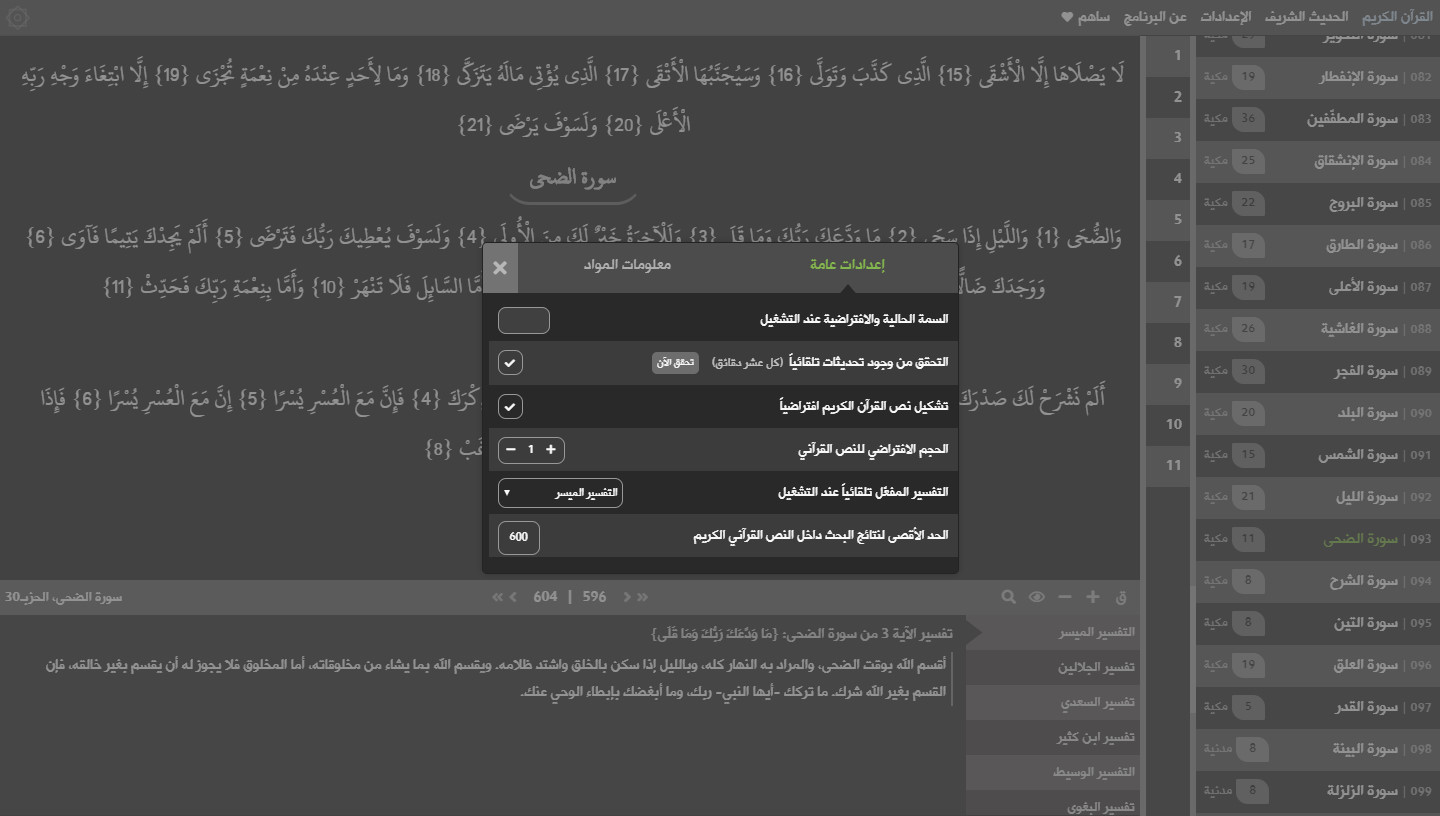 القرآن الكريم
الحديث الشريف
الإعدادات
عن البرنامج
ساهم
لَا يَصْلَاهَا إِلَّا الْأَشْقَى {15} الَّذِي كَذَّبَ وَتَوَلَّى {16} وَسَيُجَنَّبُهَا الْأَتْقَى {17} الَّذِي يُؤْتِي مَالَهُ يَتَزَكَّى {18} وَمَا لِأَحَدٍ عِنْدَهُ مِنْ نِعْمَةٍ تُجْزَى {19} إِلَّا ابْتِغَاءَ وَجْهِ رَبِّهِ
الْأَعْلَى {20} وَلَسَوْفَ يَرْضَى {21}
سورة الضحى
وَالضُّحَى {1} وَاللَّيْلِ إِذَا سَجَى {2} مَا وَدَّعَكَ رَبُّكَ وَمَا قَلَى {3} وَلَلْآخِرَةُ خَيْرٌ لَكَ مِنَ الْأُولَى {4} وَلَسَوْفَ يُعْطِيكَ رَبُّكَ فَتَرْضَى {5} أَلَمْ يَجِدْكَ يَتِيمًا فَآوَى {6}
وَوَجَدَكَ ضَالًّا السَّائِلَ فَلَا تَنْهَرْ {10} وَأَمَّا بِنِعْمَةِ رَبِّكَ فَحَدِّثْ {11}
أَلَمْ نَشْرَحْ لَكَ صَدْرَكَ {4} فَإِنَّ مَعَ الْعُسْرِ يُسْرًا {5} إِنَّ مَعَ الْعُسْرِ يُسْرًا {6} فَإِذَا
{8}
إعدادات عامة
معلومات المواد
السمة الحالية والافتراضية عند التشغيل
التحقق من وجود تحديثات تلقائياً (كل عشر دقائق) تحقق الآن
تشكيل نص القرآن الكريم افتراضياً
الحجم الافتراضي للنص القرآني + 1 −
التفسير المفعّل تلقائياً عند التشغيل التفسير الميسر
الحد الأقصى لنتائج البحث داخل النص القرآني الكريم 600
1
2
3
4
5
6
7
8
9
10
11
082 | سورة الإنفطار 19 مكية
083 | سورة المطفّفين 36 مكية
084 | سورة الإنشقاق 25 مكية
085 | سورة البروج 22 مكية
086 | سورة الطارق 17 مكية
087 | سورة الأعلى 19 مكية
088 | سورة الغاشية 26 مكية
089 | سورة الفجر 30 مكية
090 | سورة البلد 20 مكية
091 | سورة الشمس 15 مكية
092 | سورة الليل 21 مكية
093 | سورة الضحى 11 مكية
094 | سورة الشرح 8 مكية
095 | سورة التين 8 مكية
096 | سورة العلق 19 مكية
097 | سورة القدر 5 مكية
098 | سورة البينة 8 مدنية
099 | سورة الزلزلة 8 مدنية
ق + −
596 | 604
سورة الضحى، الحزبـ30
التفسير الميسر
تفسير الجلالين
تفسير السعدي
تفسير ابن كثير
التفسير الوسيط
تفسير البغوي
تفسير الآية 3 من سورة الضحى: {مَا وَدَّعَكَ رَبُّكَ وَمَا قَلَى}
أقسم الله بوقت الضحى، والمراد به النهار كله، وبالليل إذا سكن بالخلق واشتد ظلامه. ويقسم الله بما يشاء من مخلوقاته، أما المخلوق فلا يجوز له أن يقسم بغير خالقه، فإن
القسم بغير الله شرك. ما تركك -أيها النبي- ربك، وما أبغضك بإبطاء الوحي عنك.